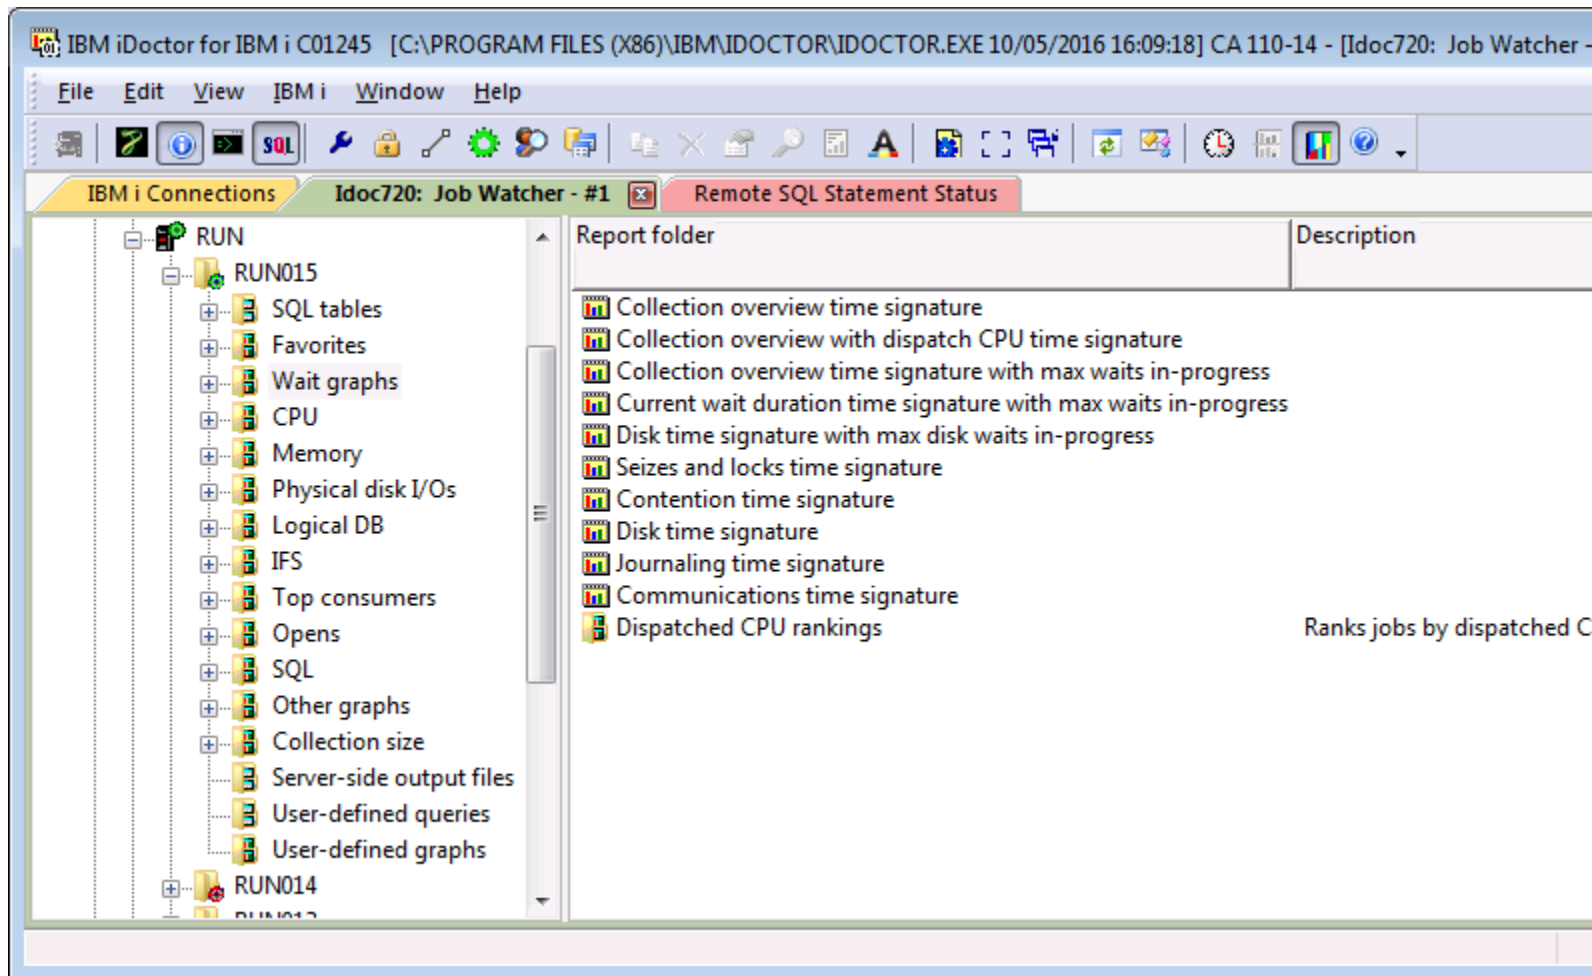 IBM iDoctor for IBM i C01245 [C:\PROGRAM FILES (X86)\IBM\IDOCTOR\IDOCTOR.EXE 10/05/2016 16:09:18] CA 110-14 - [Idoc720: Job Watcher -
File Edit View IBM i Window Help
SQL
IBM i Connections Idoc720: Job Watcher - #1 Remote SQL Statement Status
RUN
RUN015
SQL tables
Favorites
Wait graphs
CPU
Memory
Physical disk I/Os
Logical DB
IFS
Top consumers
Opens
SQL
Other graphs
Collection size
Server-side output files
User-defined queries
User-defined graphs
RUN014
Report folder Description
Collection overview time signature
Collection overview with dispatch CPU time signature
Collection overview time signature with max waits in-progress
Current wait duration time signature with max waits in-progress
Disk time signature with max disk waits in-progress
Seizes and locks time signature
Contention time signature
Disk time signature
Journaling time signature
Communications time signature
Dispatched CPU rankings Ranks jobs by dispatched C